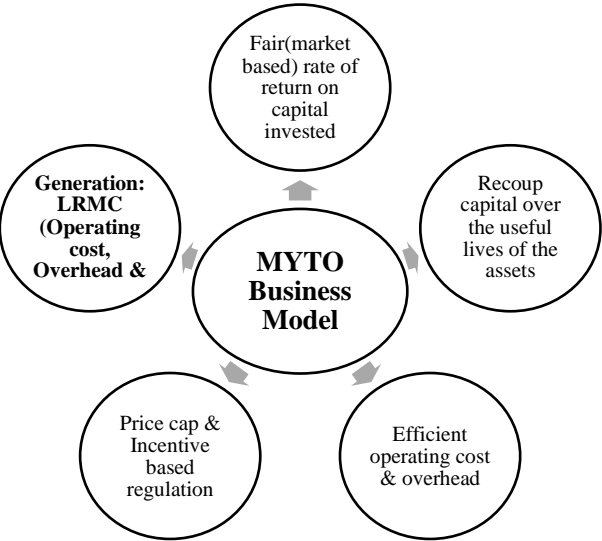 Fair(market
based) rate of
return on
capital
invested
Generation:
LRMC
(Operating
cost,
Overhead &
Recoup
capital over
the useful
lives of the
assets
MYTO
Business
Model
Price cap &
Incentive
based
regulation
Efficient
operating cost
& overhead